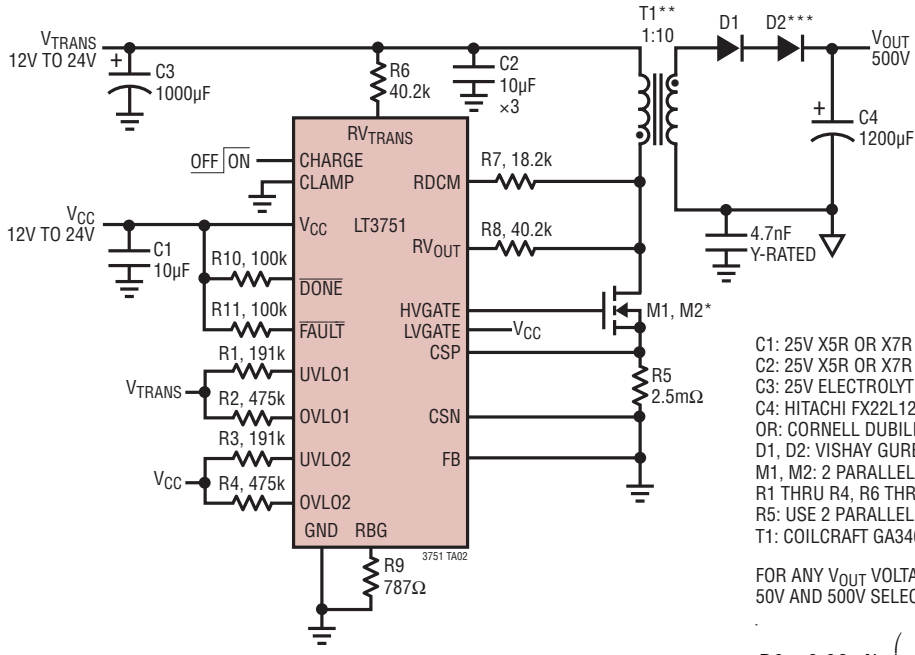 T1**
1:10
D1
D2***
VTRANS
12V TO 24V
+
C3
1000µF
R6
40.2k
C2
10µF
×3
VOUT
500V
+
C4
1200µF
RVTRANS
OFF ON
CHARGE
CLAMP
RDCM
R7, 18.2k
VCC
12V TO 24V
C1
10µF
VCC
LT3751
RVOUT
R8, 40.2k
4.7nF
Y-RATED
R10, 100k
DONE
R11, 100k
FAULT
HVGATE
LVGATE
VCC
CSP
M1, M2*
R1, 191k
UVLO1
VTRANS
R2, 475k
OVLO1
CSN
R5
2.5mΩ
R3, 191k
UVLO2
FB
VCC
R4, 475k
OVLO2
GND
RBG
3751 TA02
R9
787Ω
C1: 25V X5R OR X7R
C2: 25V X5R OR X7R
C3: 25V ELECTROLYT
C4: HITACHI FX22L12
OR: CORNELL DUBILI
D1, D2: VISHAY GURE
M1, M2: 2 PARALLEL
R1 THRU R4, R6 THR
R5: USE 2 PARALLEL
T1: COILCRAFT GA346
FOR ANY VOUT VOLTA
50V AND 500V SELEC